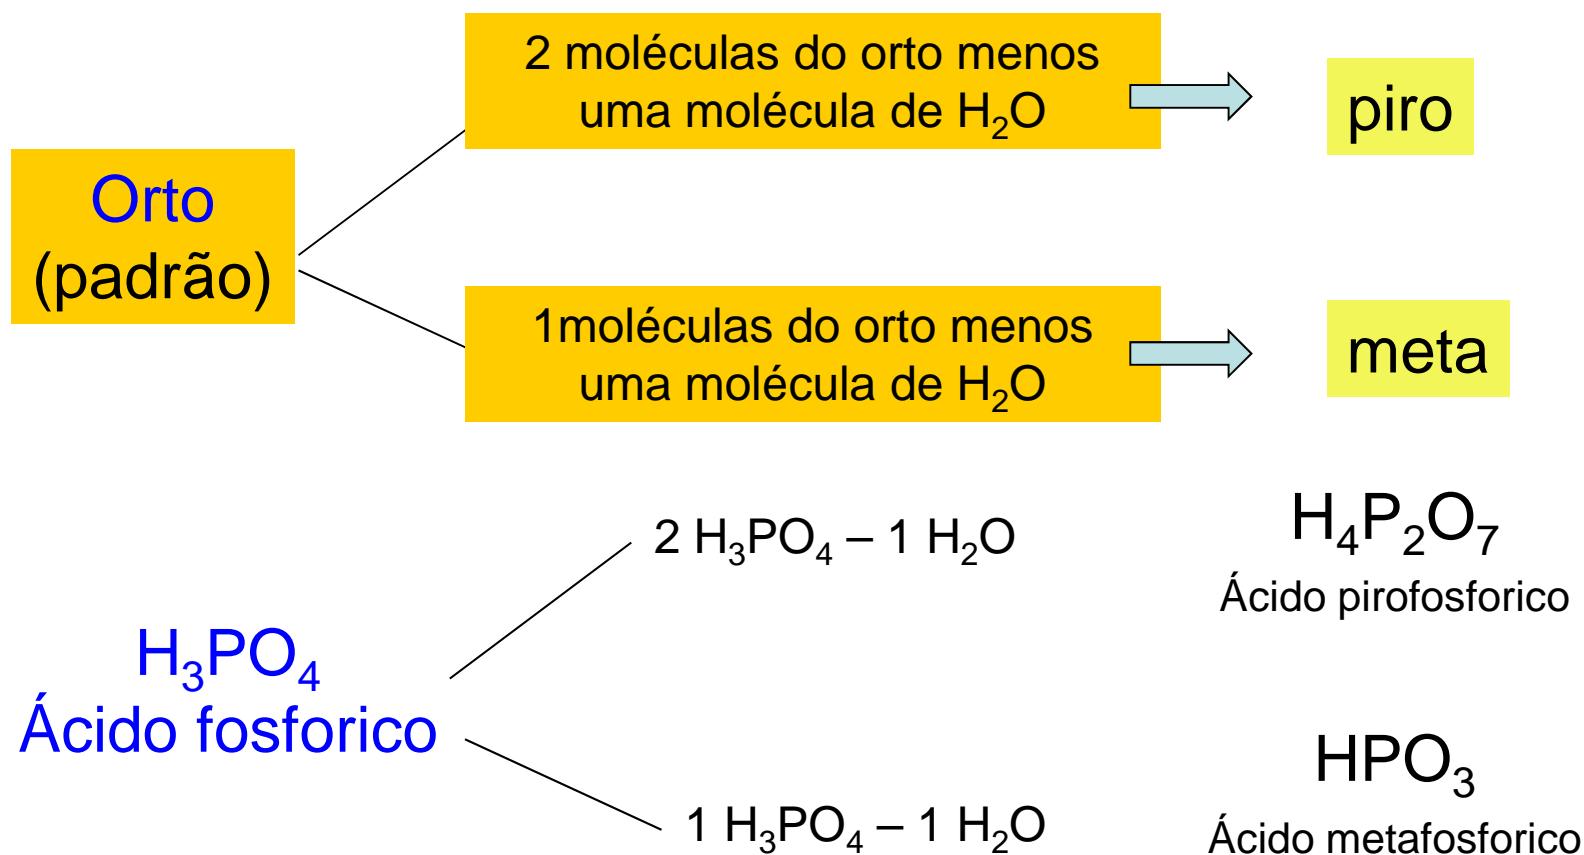 2 moléculas do orto menos
uma molécula de H₂O
piro
Orto
(padrão)
1moléculas do orto menos
uma molécula de H₂O
meta
2 H₃PO₄ – 1 H₂O
H₄P₂O₇
Ácido pirofosforico
H₃PO₄
Ácido fosforico
1 H₃PO₄ – 1 H₂O
HPO₃
Ácido metafosforico